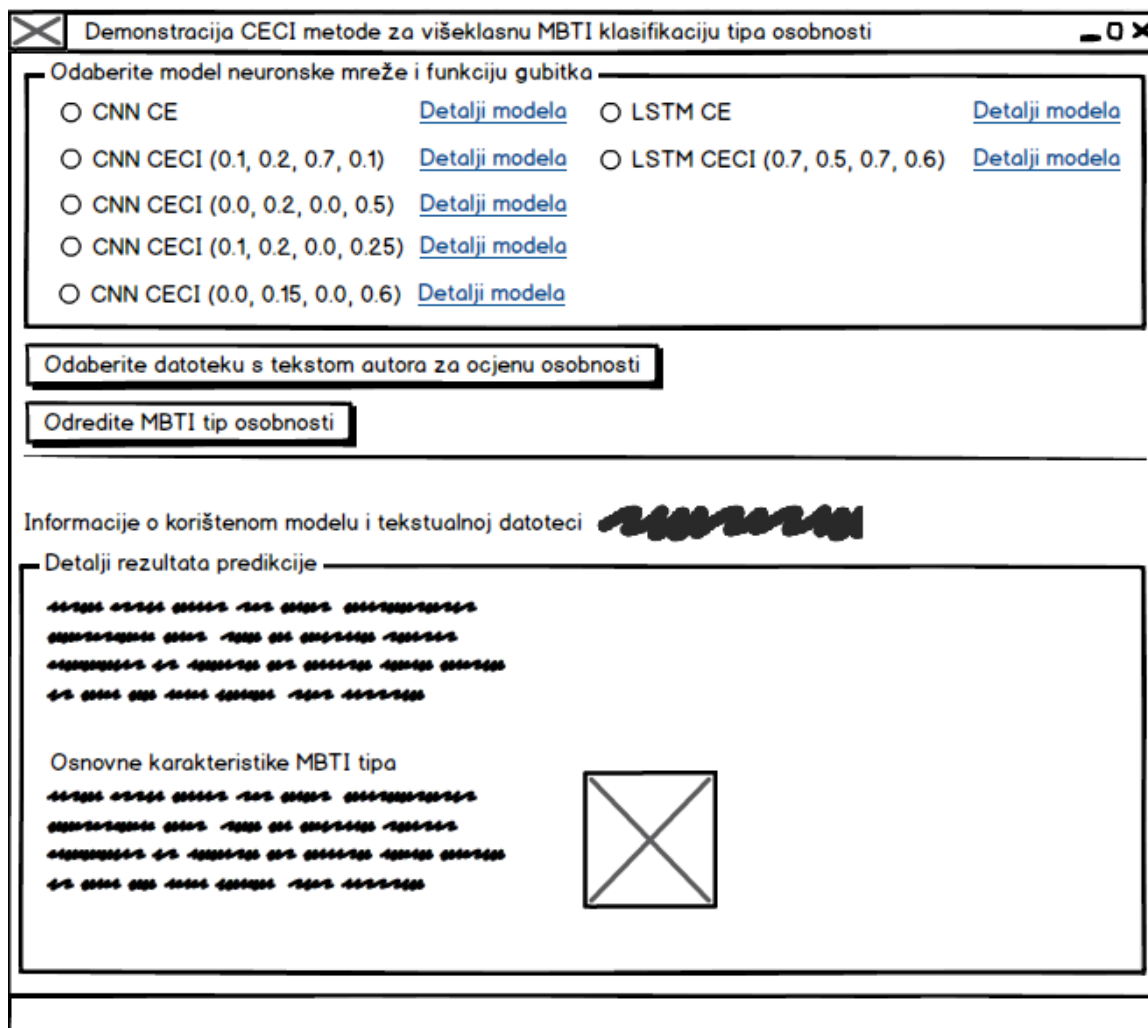 Demonstracija CECI metode za višeklasnu MBTI klasifikaciju tipa osobnosti
Odaberite model neuronske mreže i funkciju gubitka
CNN CE Detalji modela LSTM CE Detalji modela
CNN CECI (0.1, 0.2, 0.7, 0.1) Detalji modela LSTM CECI (0.7, 0.5, 0.7, 0.6) Detalji modela
CNN CECI (0.0, 0.2, 0.0, 0.5) Detalji modela
CNN CECI (0.1, 0.2, 0.0, 0.25) Detalji modela
CNN CECI (0.0, 0.15, 0.0, 0.6) Detalji modela
Odaberite datoteku s tekstom autora za ocjenu osobnosti
Odredite MBTI tip osobnosti
Informacije o korištenom modelu i tekstualnoj datoteci
Detalji rezultata predikcije
Osnovne karakteristike MBTI tipa